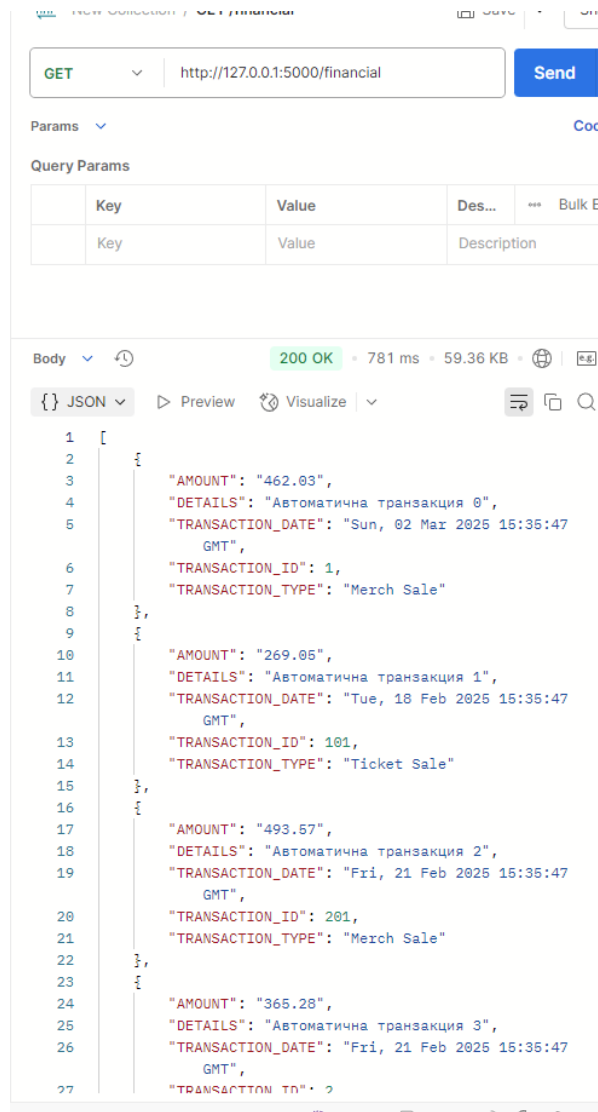 GET http://127.0.0.1:5000/financial Send
Params
Query Params
Key Value Des... Bulk E
Key Value Description
Body 200 OK 781 ms 59.36 KB e.g.
{} JSON Preview Visualize
1 [
2 {
3 "AMOUNT": "462.03",
4 "DETAILS": "Автоматична транзакция 0",
5 "TRANSACTION_DATE": "Sun, 02 Mar 2025 15:35:47
GMT",
6 "TRANSACTION_ID": 1,
7 "TRANSACTION_TYPE": "Merch Sale"
8 },
9 {
10 "AMOUNT": "269.05",
11 "DETAILS": "Автоматична транзакция 1",
12 "TRANSACTION_DATE": "Tue, 18 Feb 2025 15:35:47
GMT",
13 "TRANSACTION_ID": 101,
14 "TRANSACTION_TYPE": "Ticket Sale"
15 },
16 {
17 "AMOUNT": "493.57",
18 "DETAILS": "Автоматична транзакция 2",
19 "TRANSACTION_DATE": "Fri, 21 Feb 2025 15:35:47
GMT",
20 "TRANSACTION_ID": 201,
21 "TRANSACTION_TYPE": "Merch Sale"
22 },
23 {
24 "AMOUNT": "365.28",
25 "DETAILS": "Автоматична транзакция 3",
26 "TRANSACTION_DATE": "Fri, 21 Feb 2025 15:35:47
GMT",
27 "TRANSACTION_ID": 2